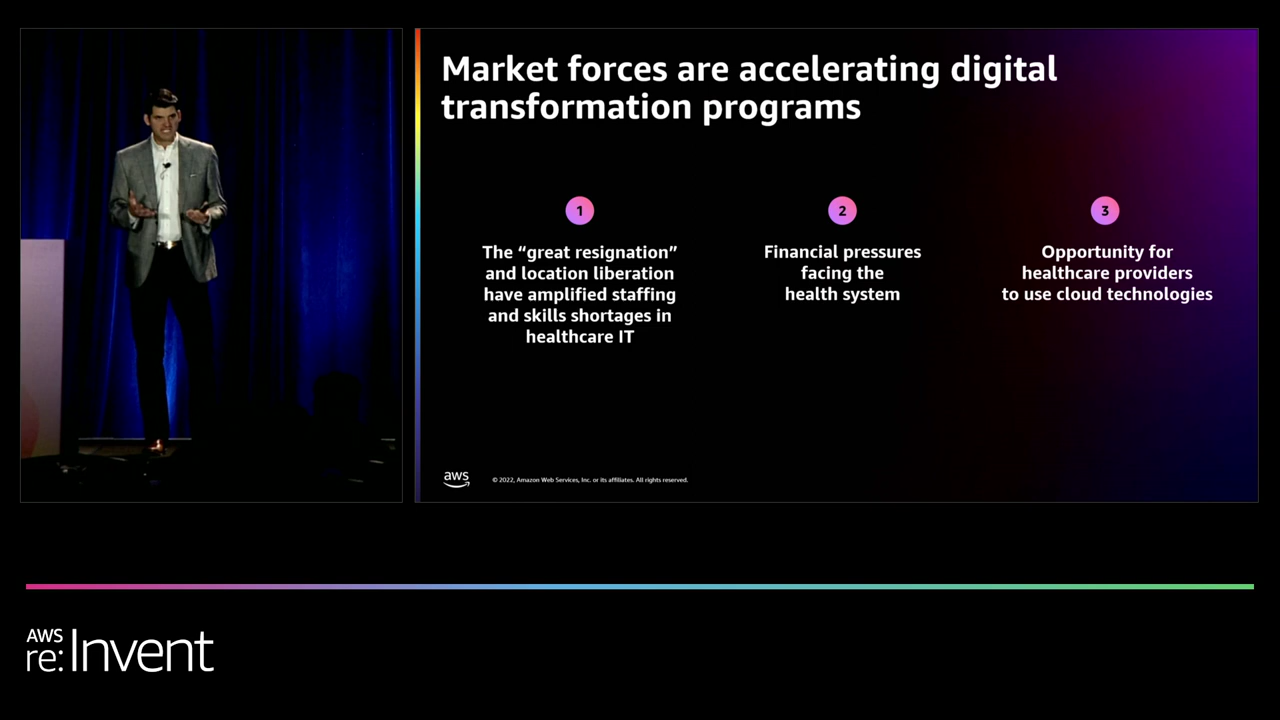 Market forces are accelerating digital
transformation programs
1
The “great resignation”
and location liberation
have amplified staffing
and skills shortages in
healthcare IT
2
Financial pressures
facing the
health system
3
Opportunity for
healthcare providers
to use cloud technologies
aws
© 2022, Amazon Web Services, Inc. or its affiliates. All rights reserved.
AWS
re:Invent